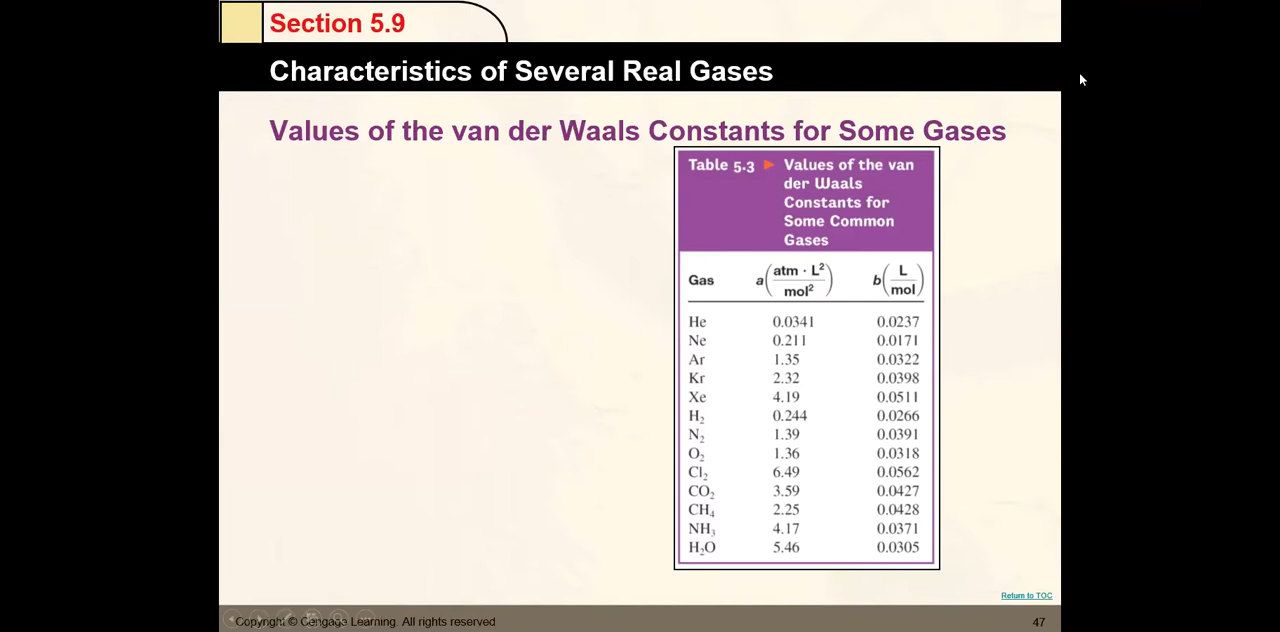 Section 5.9
Characteristics of Several Real Gases
Values of the van der Waals Constants for Some Gases
Table 5.3 ▶ Values of the van
der Waals
Constants for
Some Common
Gases
Gas a(atm · L²/mol²) b(L/mol)
He 0.0341 0.0237
Ne 0.211 0.0171
Ar 1.35 0.0322
Kr 2.32 0.0398
Xe 4.19 0.0511
H₂ 0.244 0.0266
N₂ 1.39 0.0391
O₂ 1.36 0.0318
Cl₂ 6.49 0.0562
CO₂ 3.59 0.0427
CH₄ 2.25 0.0428
NH₃ 4.17 0.0371
H₂O 5.46 0.0305
Return to TOC
Copyright © Cengage Learning. All rights reserved 47